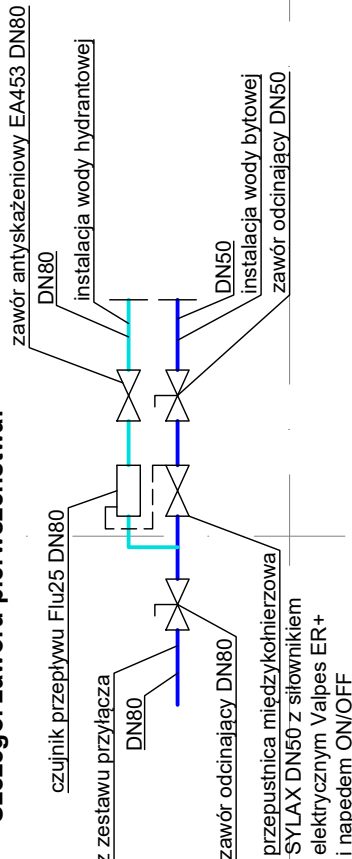 zawór antyskażeniowy EA453 DN80
DN80
instalacja wody hydrantowej
DN50
instalacja wody bytowej
zawór odcinający DN50
czujnik przepływu Flu25 DN80
z zestawu przyłącza
DN80
zawór odcinający DN80
przepustnica międzykołnierzowa
SYLAX DN50 z siłownikiem
elektrycznym Valpes ER+
i napędem ON/OFF